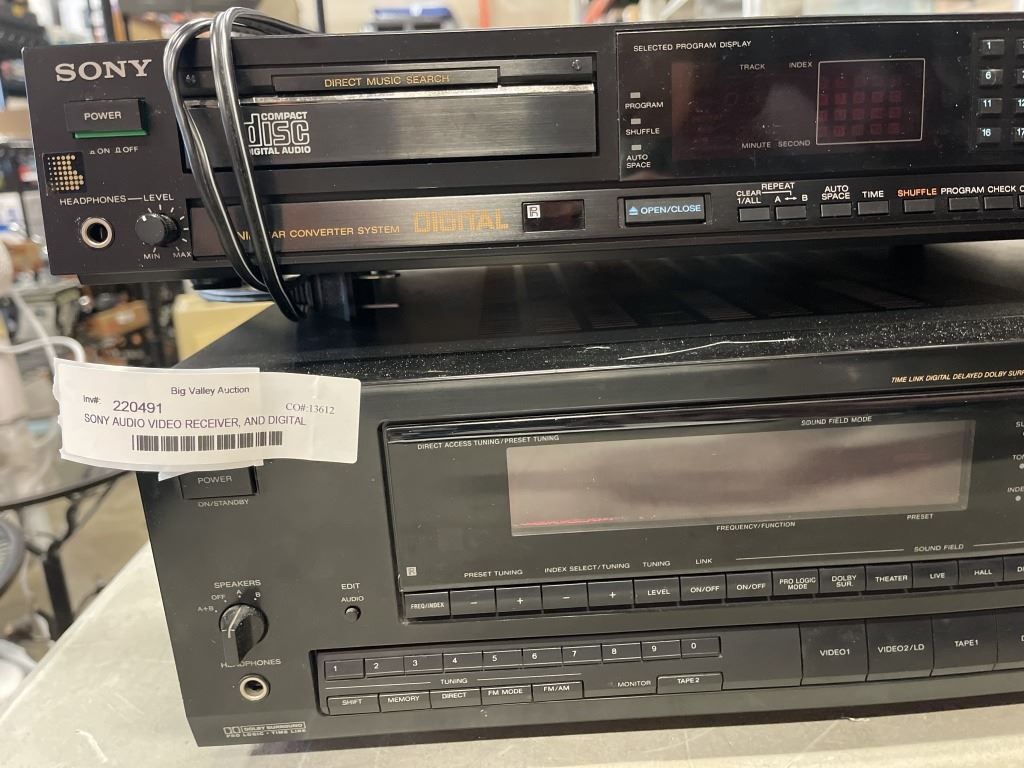 SONY
DIRECT MUSIC SEARCH
POWER
ON OFF
COMPACT
disc
DIGITAL AUDIO
HEADPHONES LEVEL
MIN MAX
CONVERTER SYSTEM DIGITAL
OPEN/CLOSE
SELECTED PROGRAM DISPLAY
TRACK INDEX
PROGRAM
SHUFFLE
AUTO
SPACE
MINUTE SECOND
1
6
11 12
16 17
CLEAR
1/ALL
REPEAT
A ↔ B
AUTO
SPACE
TIME
SHUFFLE
PROGRAM
CHECK
Big Valley Auction
Inv#: 220491 CO#:13612
SONY AUDIO VIDEO RECEIVER, AND DIGITAL
TIME LINK DIGITAL DELAYED DOLBY SURR
POWER
ON/STANDBY
DIRECT ACCESS TUNING/PRESET TUNING
SOUND FIELD MODE
FREQUENCY/FUNCTION
PRESET
SOUND FIELD
PRESET TUNING
INDEX SELECT/TUNING
TUNING
LINK
FREQ/INDEX
− + − +
LEVEL
ON/OFF
ON/OFF
PRO LOGIC
MODE
DOLBY
SUR.
THEATER
LIVE
HALL
SPEAKERS
OFF A B
A+B
EDIT
AUDIO
HEADPHONES
1 2 3 4 5 6 7 8 9 0
TUNING
SHIFT
MEMORY
DIRECT
FM MODE
FM/AM
MONITOR
TAPE 2
VIDEO1
VIDEO2/LD
TAPE1
DOLBY SURROUND
PRO LOGIC • TIME LINK